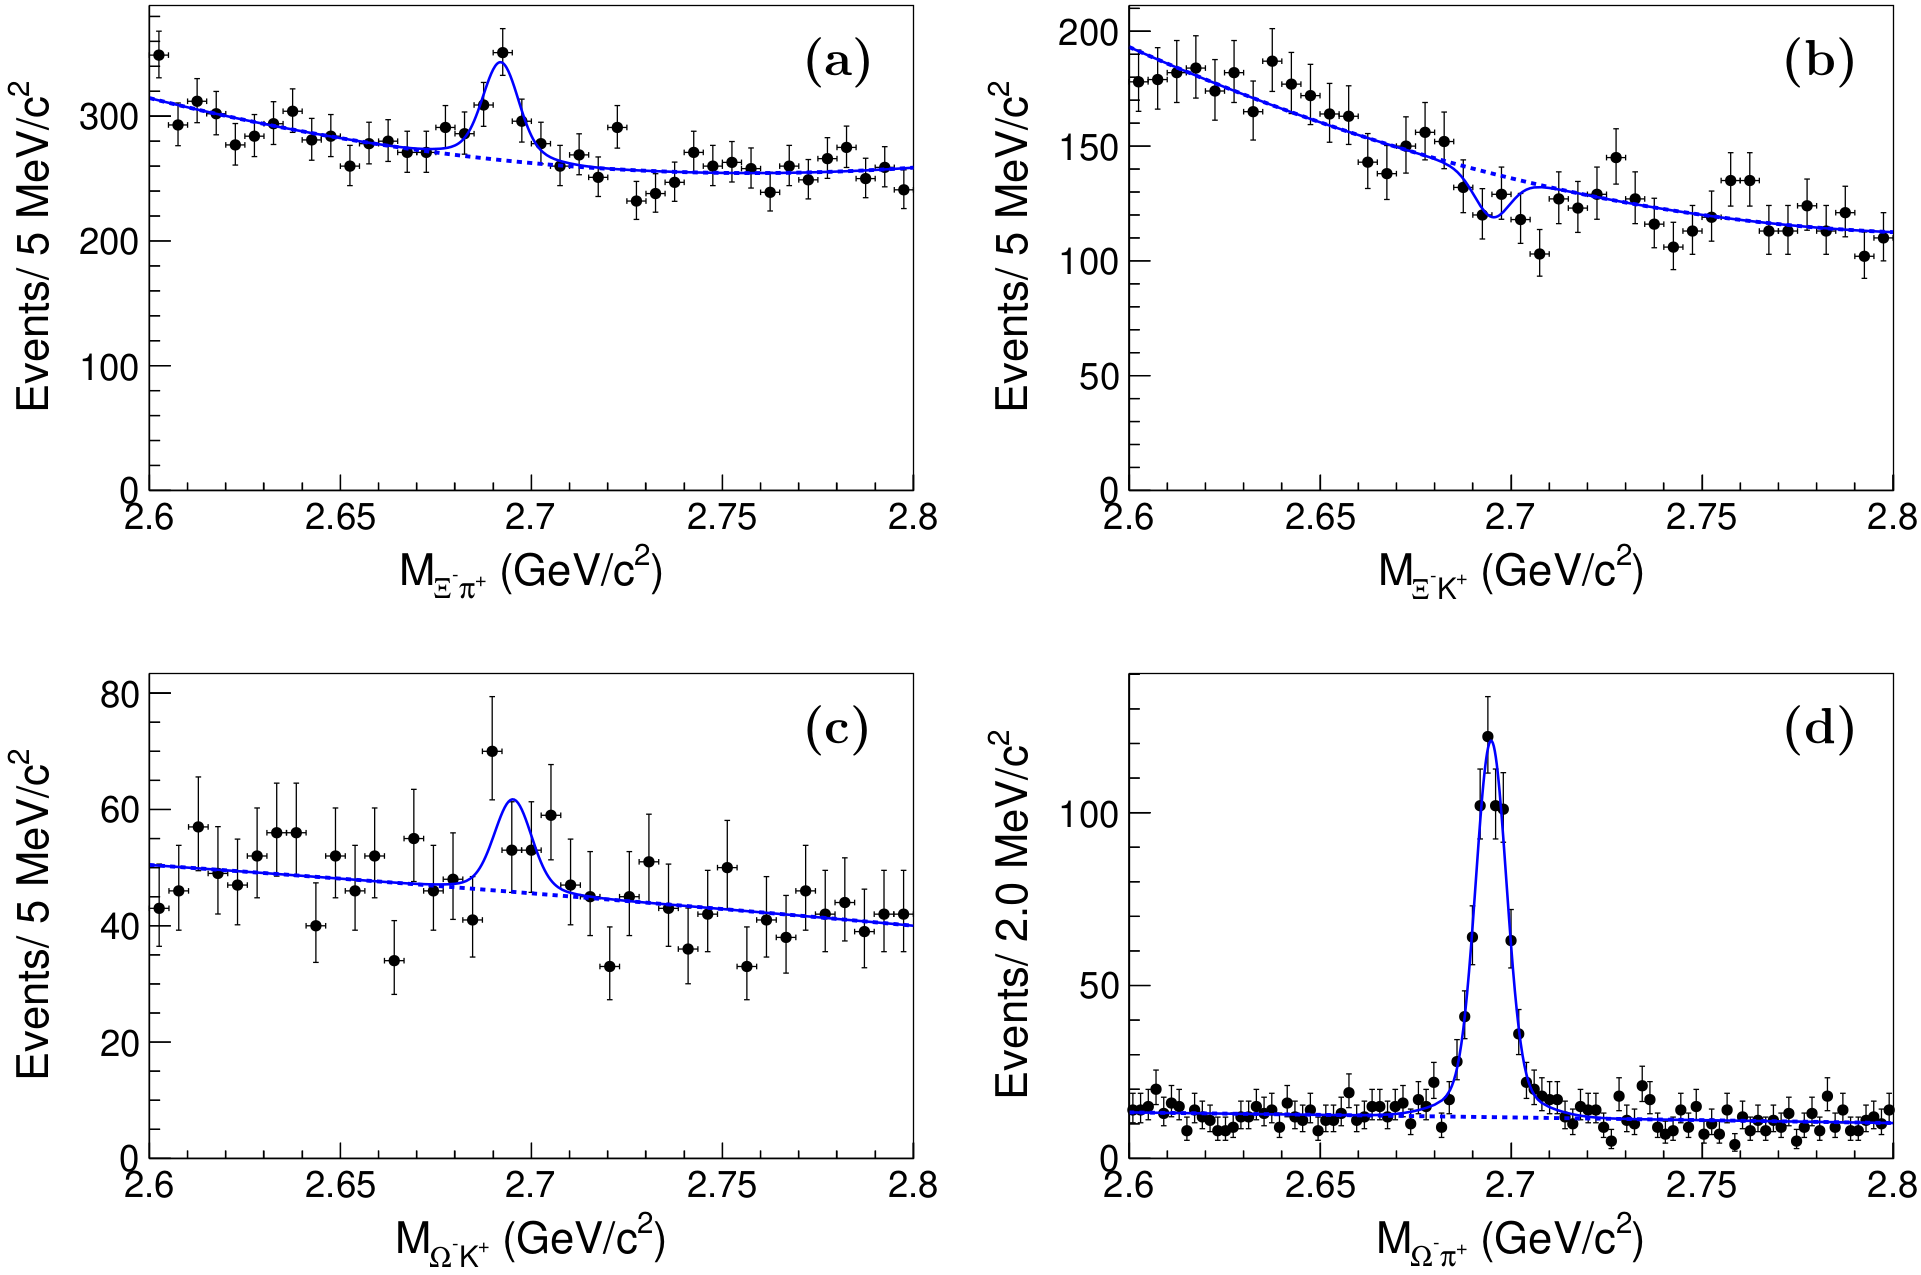 (a)
Events/ 5 MeV/c²
300
200
100
0
2.6 2.65 2.7 2.75 2.8
M_Ξ⁻π⁺ (GeV/c²)
(b)
Events/ 5 MeV/c²
200
150
100
50
0
2.6 2.65 2.7 2.75 2.8
M_Ξ⁻K⁺ (GeV/c²)
(c)
Events/ 5 MeV/c²
80
60
40
20
0
2.6 2.65 2.7 2.75 2.8
M_Ω⁻K⁺ (GeV/c²)
(d)
Events/ 2.0 MeV/c²
100
50
0
2.6 2.65 2.7 2.75 2.8
M_Ω⁻π⁺ (GeV/c²)